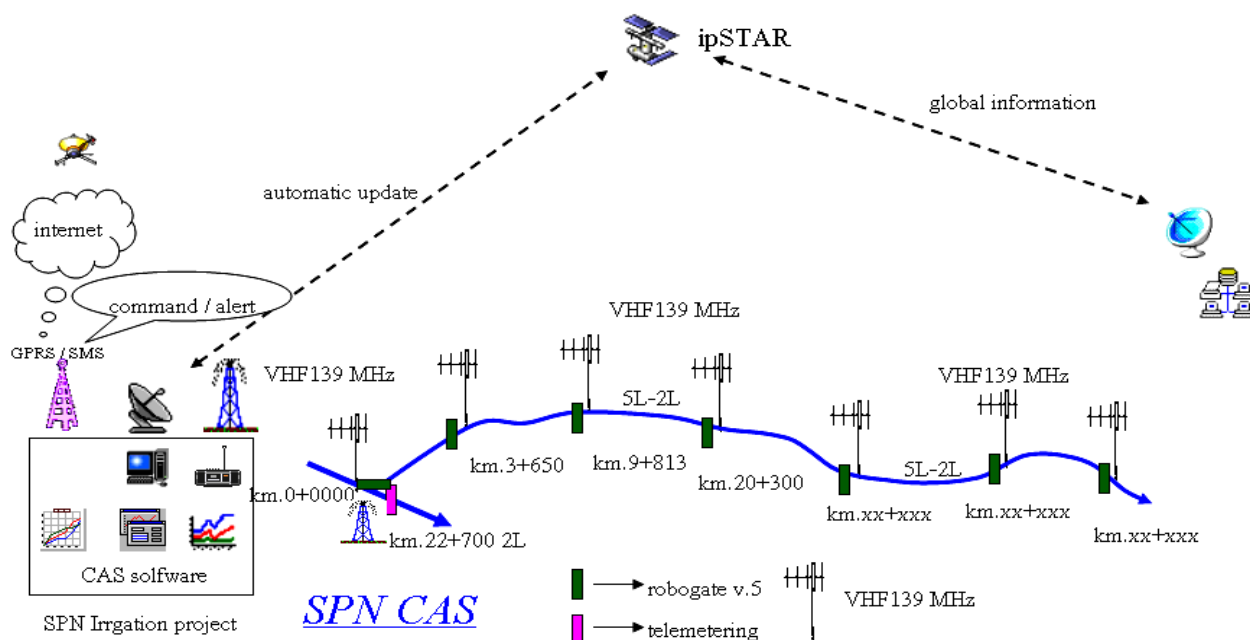 ipSTAR
global information
automatic update
internet
command / alert
GPRS / SMS
VHF139 MHz
VHF139 MHz
VHF139 MHz
5L-2L
5L-2L
km.0+0000
km.3+650
km.9+813
km.20+300
km.xx+xxx
km.xx+xxx
km.xx+xxx
km.22+700 2L
CAS solfware
SPN Irrgation project
SPN CAS
robogate v.5
telemetering
VHF139 MHz